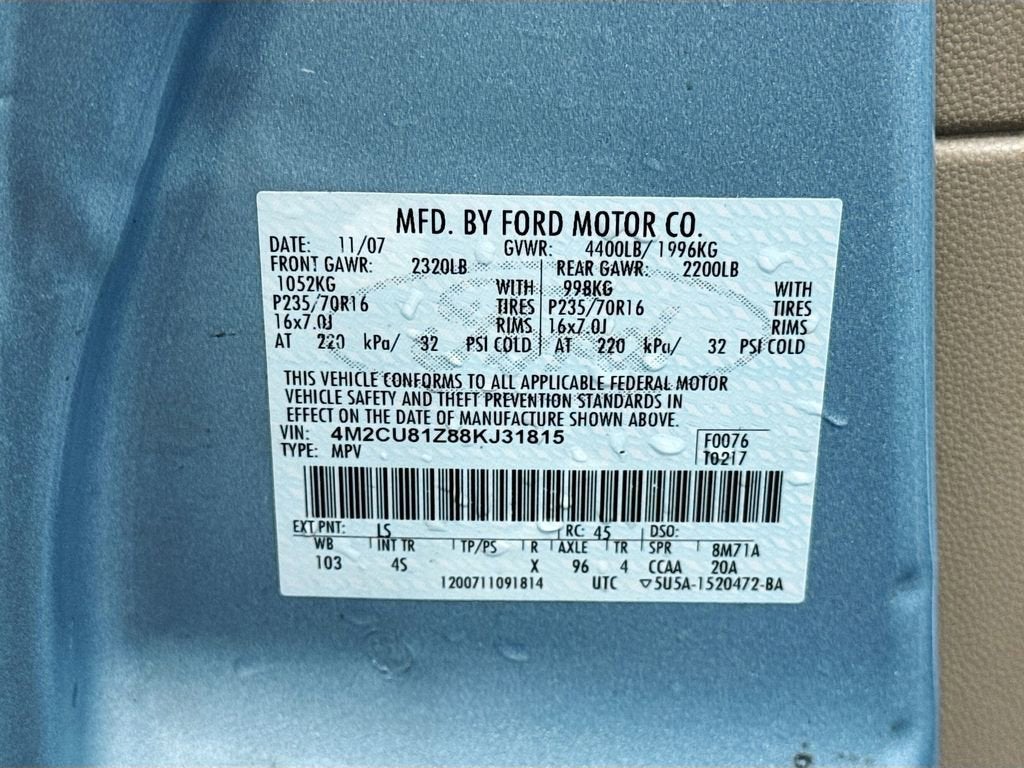 MFD. BY FORD MOTOR CO.
DATE: 11/07 GVWR: 4400LB/ 1996KG
FRONT GAWR: 2320LB REAR GAWR: 2200LB
1052KG WITH 998KG WITH
P235/70R16 TIRES P235/70R16 TIRES
16x7.0J RIMS 16x7.0J RIMS
AT 220 kPa/ 32 PSI COLD AT 220 kPa/ 32 PSI COLD
THIS VEHICLE CONFORMS TO ALL APPLICABLE FEDERAL MOTOR
VEHICLE SAFETY AND THEFT PREVENTION STANDARDS IN
EFFECT ON THE DATE OF MANUFACTURE SHOWN ABOVE.
VIN: 4M2CU81Z88KJ31815 F0076
TYPE: MPV T0217
EXT PNT: LS RC: 45 DSO:
WB INT TR TP/PS R AXLE TR SPR 8M71A
103 4S X 96 4 CCAA 20A
1200711091814 UTC ▽5U5A-1520472-BA